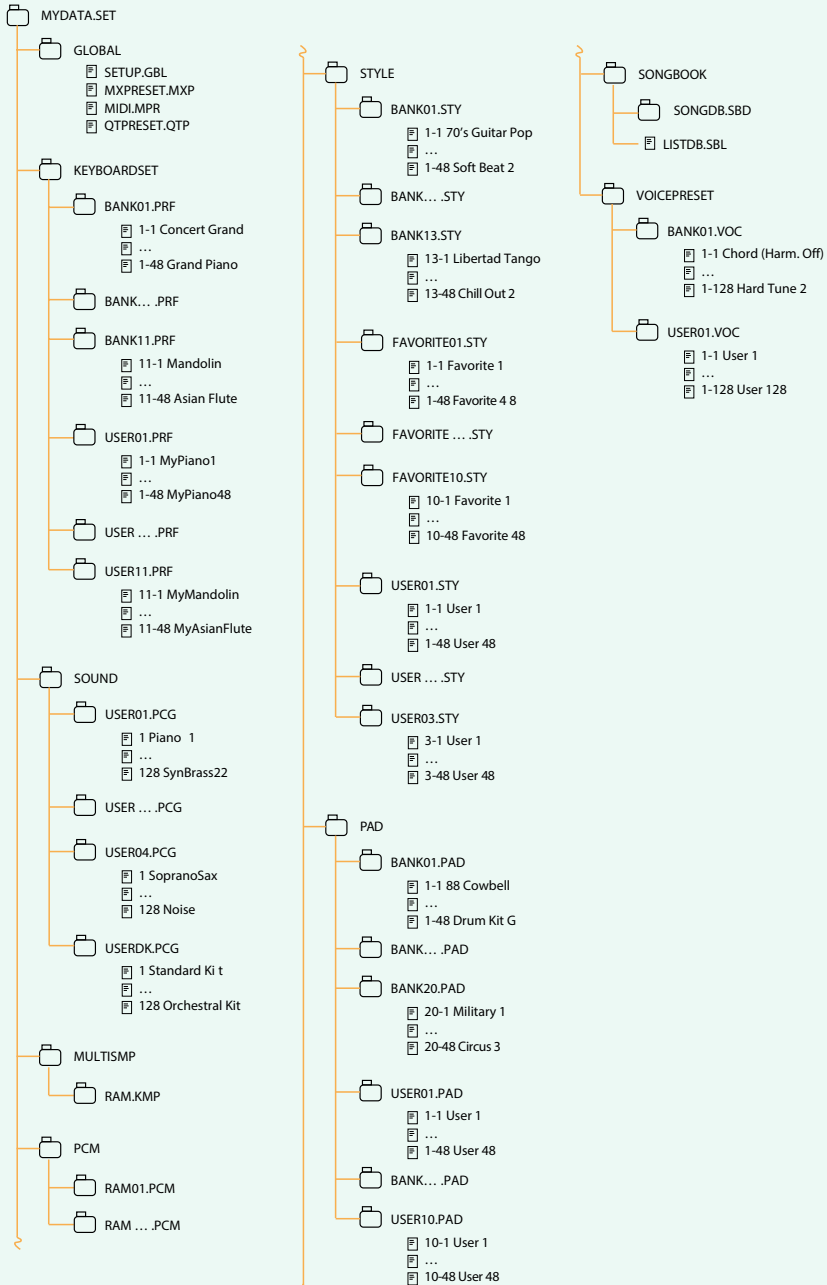 MYDATA.SET
GLOBAL
SETUP.GBL
MXPRESET.MXP
MIDI.MPR
QTPRESET.QTP
KEYBOARDSET
BANK01.PRF
1-1 Concert Grand
…
1-48 Grand Piano
BANK… .PRF
BANK11.PRF
11-1 Mandolin
…
11-48 Asian Flute
USER01.PRF
1-1 MyPiano1
…
1-48 MyPiano48
USER … .PRF
USER11.PRF
11-1 MyMandolin
…
11-48 MyAsianFlute
SOUND
USER01.PCG
1 Piano 1
…
128 SynBrass22
USER … .PCG
USER04.PCG
1 SopranoSax
…
128 Noise
USERDK.PCG
1 Standard Ki t
…
128 Orchestral Kit
MULTISMP
RAM.KMP
PCM
RAM01.PCM
RAM … .PCM
STYLE
BANK01.STY
1-1 70's Guitar Pop
…
1-48 Soft Beat 2
BANK… .STY
BANK13.STY
13-1 Libertad Tango
…
13-48 Chill Out 2
FAVORITE01.STY
1-1 Favorite 1
…
1-48 Favorite 4 8
FAVORITE … .STY
FAVORITE10.STY
10-1 Favorite 1
…
10-48 Favorite 48
USER01.STY
1-1 User 1
…
1-48 User 48
USER … .STY
USER03.STY
3-1 User 1
…
3-48 User 48
PAD
BANK01.PAD
1-1 88 Cowbell
…
1-48 Drum Kit G
BANK… .PAD
BANK20.PAD
20-1 Military 1
…
20-48 Circus 3
USER01.PAD
1-1 User 1
…
1-48 User 48
BANK… .PAD
USER10.PAD
10-1 User 1
…
10-48 User 48
SONGBOOK
SONGDB.SBD
LISTDB.SBL
VOICEPRESET
BANK01.VOC
1-1 Chord (Harm. Off)
…
1-128 Hard Tune 2
USER01.VOC
1-1 User 1
…
1-128 User 128